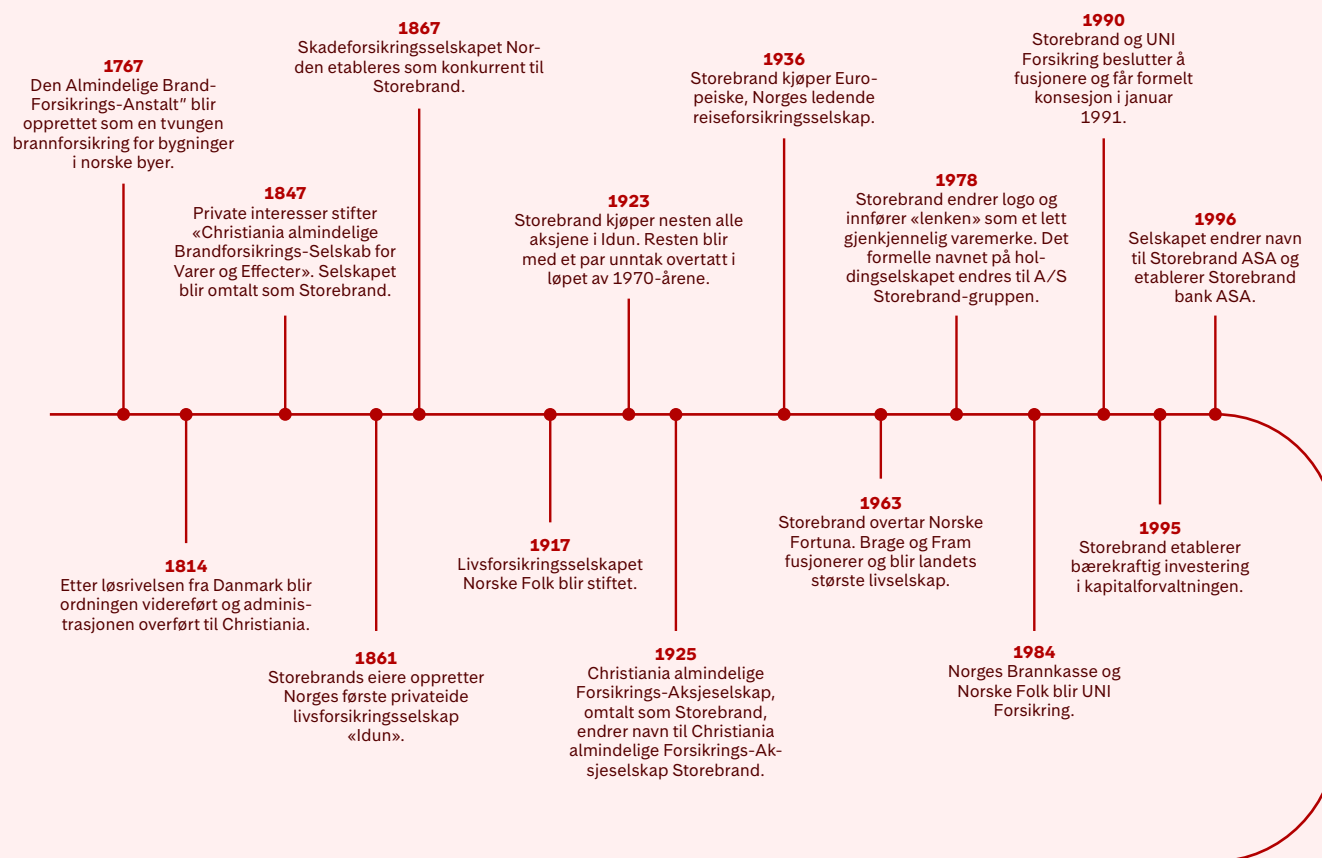 1767
Den Almindelige Brand-
Forsikrings-Anstalt” blir
opprettet som en tvungen
brannforsikring for bygninger
i norske byer.
1814
Etter løsrivelsen fra Danmark blir
ordningen videreført og adminis-
trasjonen overført til Christiania.
1847
Private interesser stifter
«Christiania almindelige
Brandforsikrings-Selskab for
Varer og Effecter». Selskapet
blir omtalt som Storebrand.
1861
Storebrands eiere oppretter
Norges første privateide
livsforsikringsselskap
«Idun».
1867
Skadeforsikringsselskapet Nor-
den etableres som konkurrent til
Storebrand.
1917
Livsforsikringsselskapet
Norske Folk blir stiftet.
1923
Storebrand kjøper nesten alle
aksjene i Idun. Resten blir
med et par unntak overtatt i
løpet av 1970-årene.
1925
Christiania almindelige
Forsikrings-Aksjeselskap,
omtalt som Storebrand,
endrer navn til Christiania
almindelige Forsikrings-Ak-
sjeselskap Storebrand.
1936
Storebrand kjøper Euro-
peiske, Norges ledende
reiseforsikringsselskap.
1963
Storebrand overtar Norske
Fortuna. Brage og Fram
fusjonerer og blir landets
største livselskap.
1978
Storebrand endrer logo og
innfører «lenken» som et lett
gjenkjennelig varemerke. Det
formelle navnet på hol-
dingselskapet endres til A/S
Storebrand-gruppen.
1984
Norges Brannkasse og
Norske Folk blir UNI
Forsikring.
1990
Storebrand og UNI
Forsikring beslutter å
fusjonere og får formelt
konsesjon i januar
1991.
1995
Storebrand etablerer
bærekraftig investering
i kapitalforvaltningen.
1996
Selskapet endrer navn
til Storebrand ASA og
etablerer Storebrand
bank ASA.